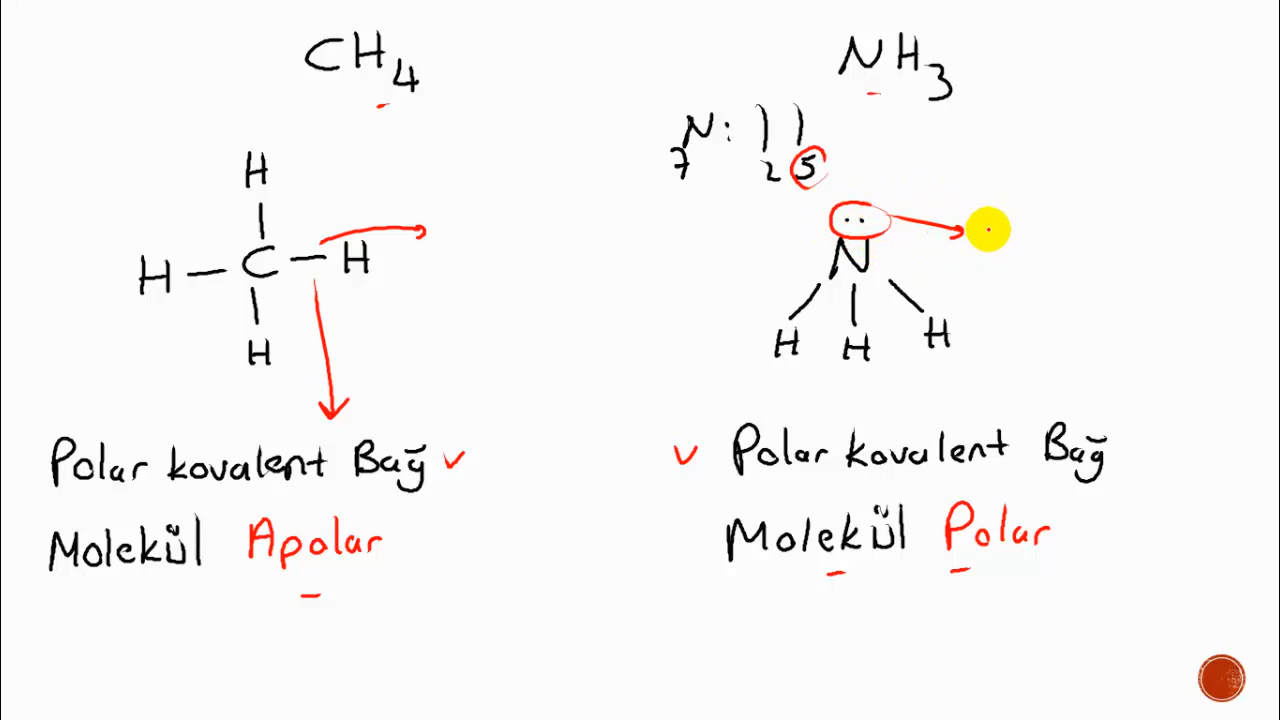 CH4
H
H – C – H
H
Polar kovalent Bağ ✓
Molekül Apolar
NH3
N: ) )
7 2 5
..
N
H H H
✓ Polar kovalent Bağ
Molekül Polar